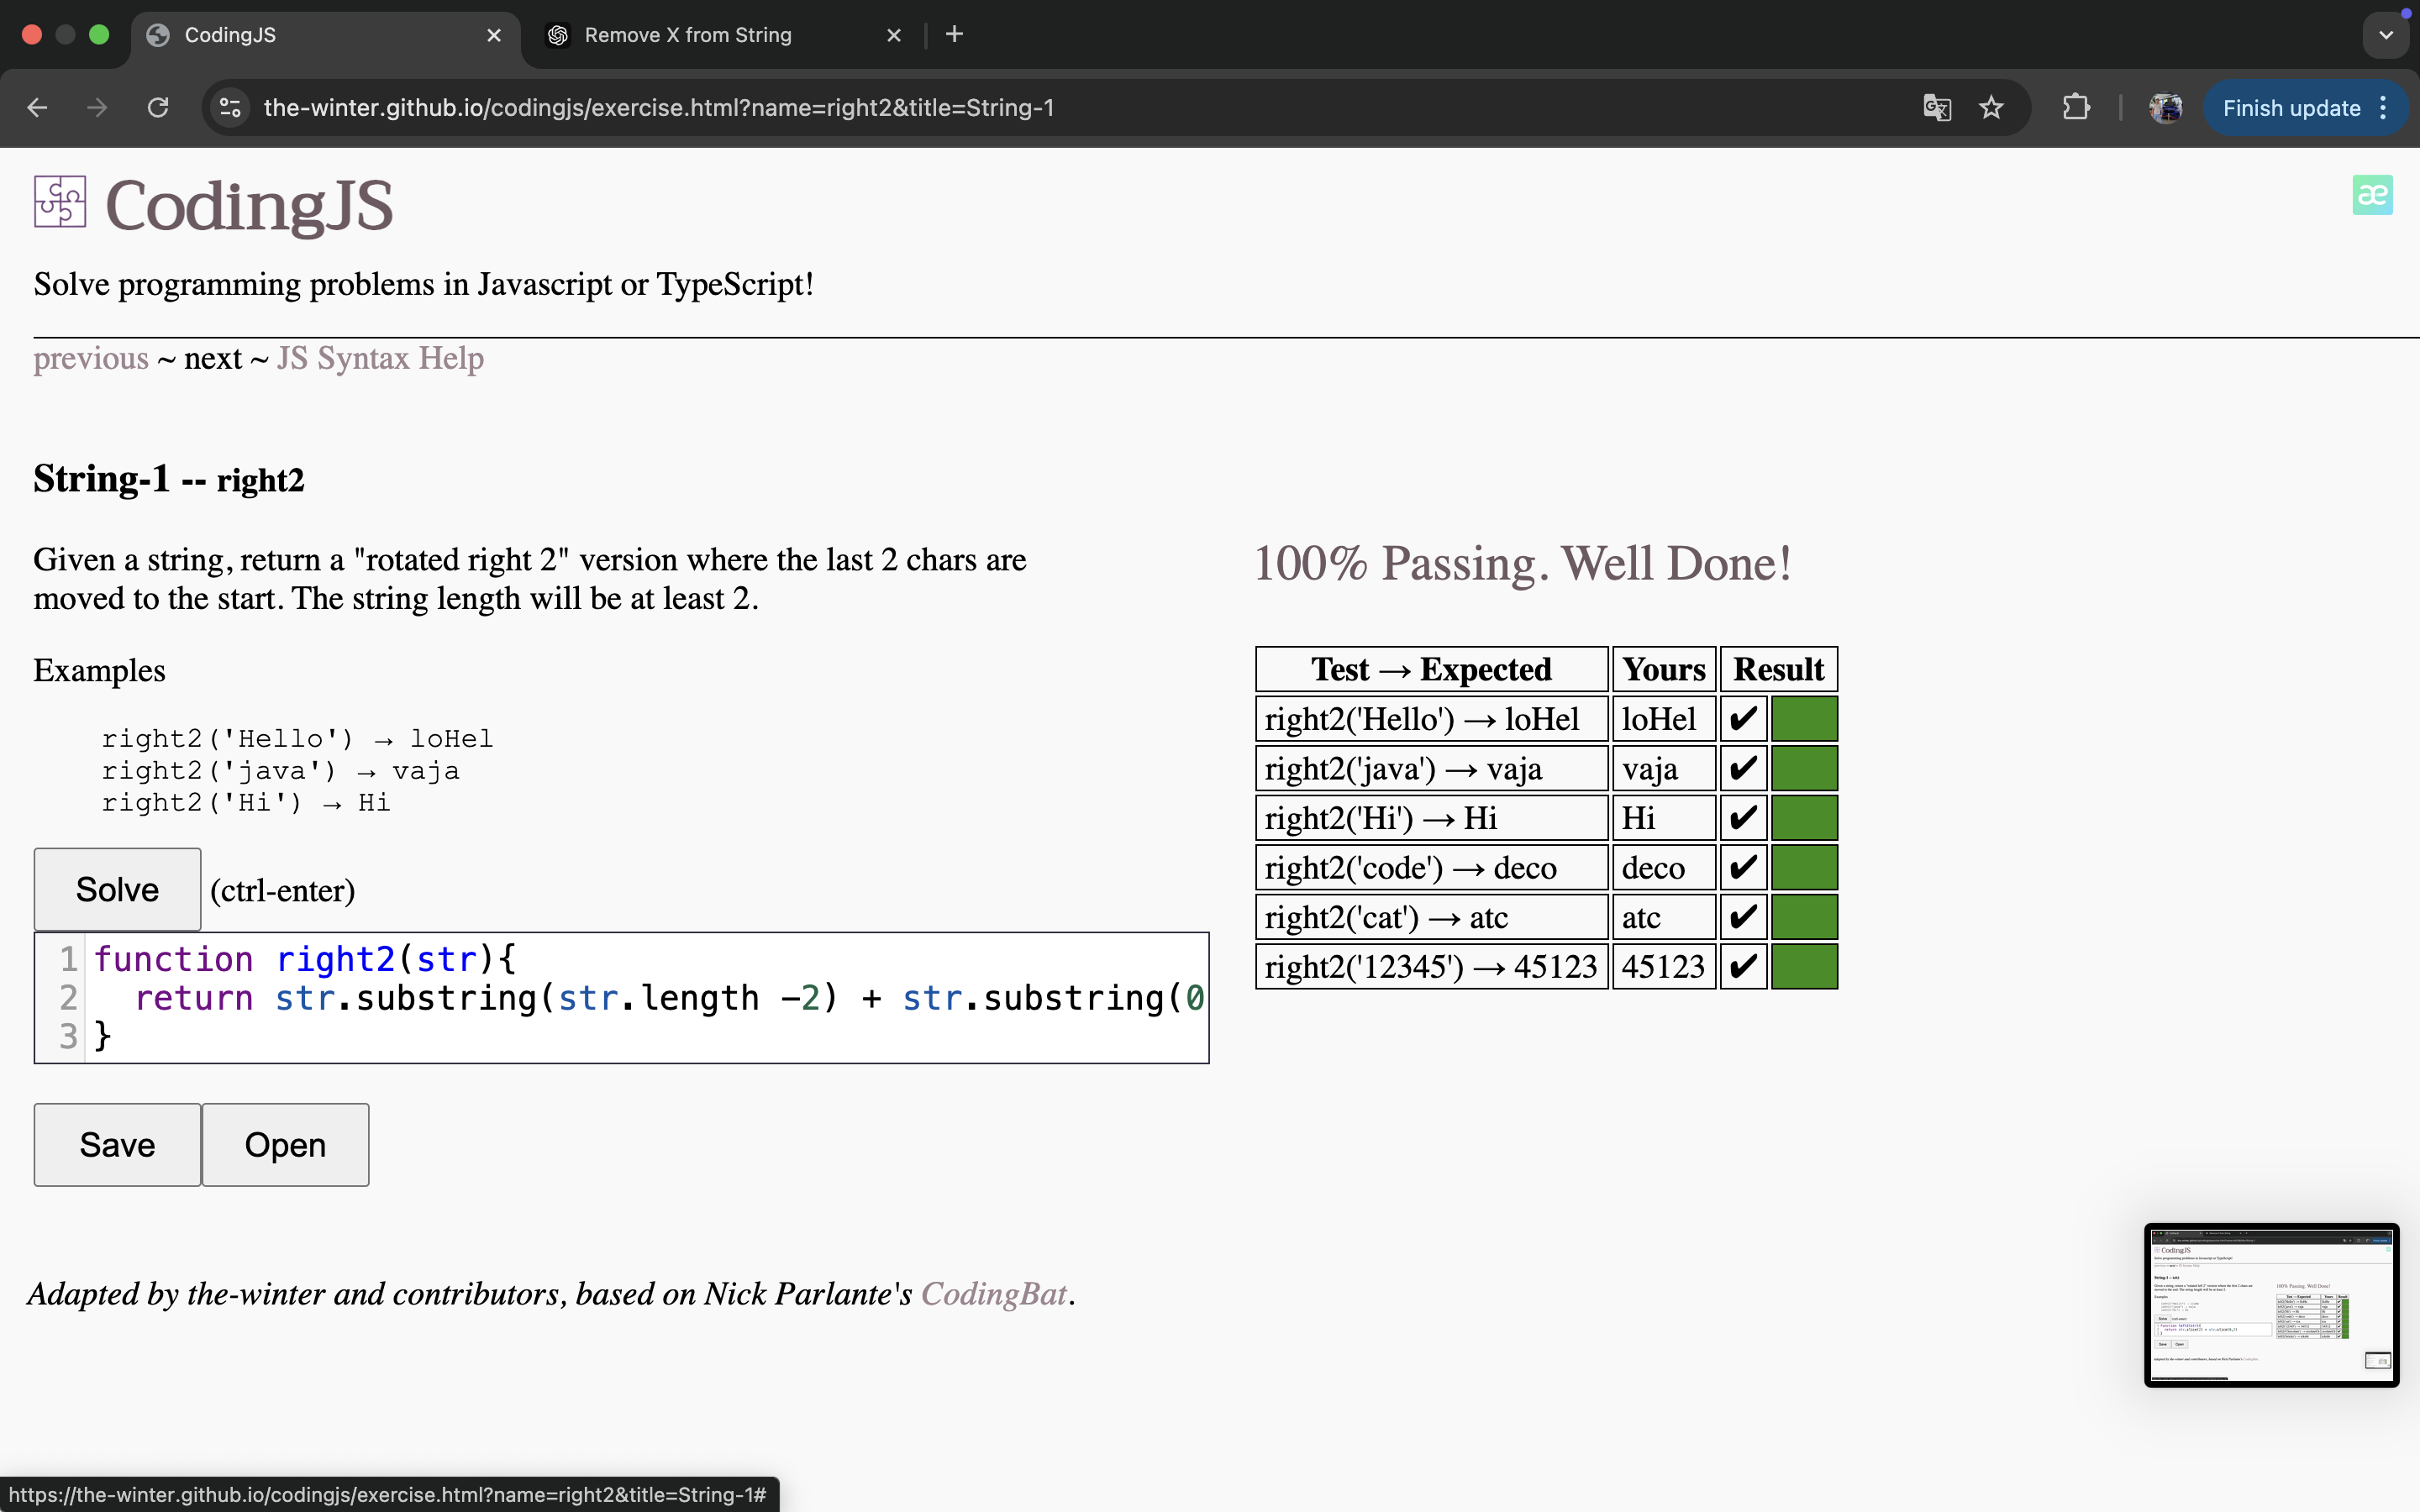 CodingJS
Remove X from String
the-winter.github.io/codingjs/exercise.html?name=right2&title=String-1
Finish update
CodingJS
æ
Solve programming problems in Javascript or TypeScript!
previous ~ next ~ JS Syntax Help
String-1 -- right2
Given a string, return a "rotated right 2" version where the last 2 chars are
moved to the start. The string length will be at least 2.
Examples
right2('Hello') → loHel
right2('java') → vaja
right2('Hi') → Hi
Solve (ctrl-enter)
1 function right2(str){
2 return str.substring(str.length -2) + str.substring(0
3 }
Save Open
100% Passing. Well Done!
Test → Expected Yours Result
right2('Hello') → loHel loHel ✔
right2('java') → vaja vaja ✔
right2('Hi') → Hi Hi ✔
right2('code') → deco deco ✔
right2('cat') → atc atc ✔
right2('12345') → 45123 45123 ✔
Adapted by the-winter and contributors, based on Nick Parlante's CodingBat.
CodingJS
https://the-winter.github.io/codingjs/exercise.html?name=right2&title=String-1#